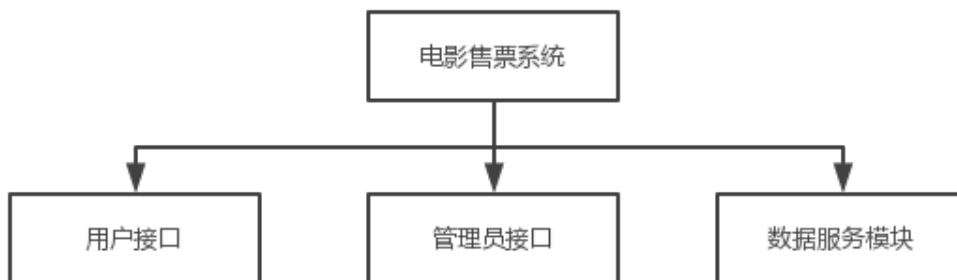 电影售票系统
用户接口
管理员接口
数据服务模块